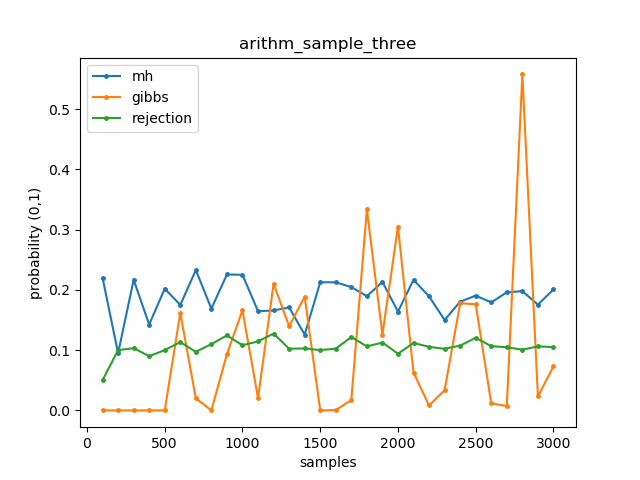 arithm_sample_three
mh
gibbs
rejection
probability (0,1)
0.5
0.4
0.3
0.2
0.1
0.0
0 500 1000 1500 2000 2500 3000
samples